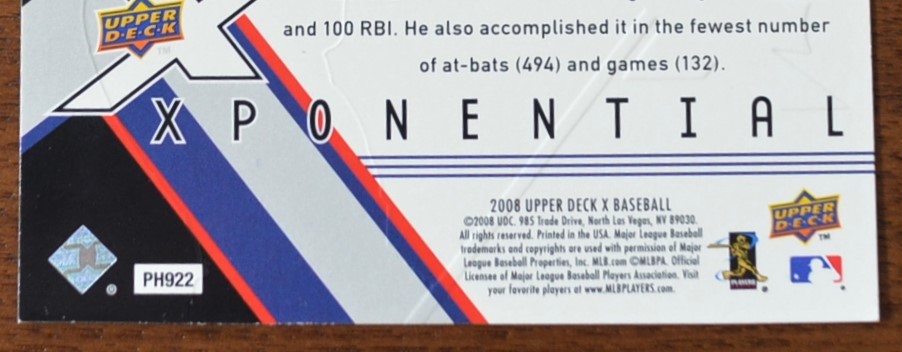 UPPER
D·E·C·K
TM
and 100 RBI. He also accomplished it in the fewest number
of at-bats (494) and games (132).
XPONENTIAL
2008 UPPER DECK X BASEBALL
©2008 UDC. 985 Trade Drive, North Las Vegas, NV 89030.
All rights reserved. Printed in the USA. Major League Baseball
trademarks and copyrights are used with permission of Major
League Baseball Properties, Inc. MLB.com ©MLBPA. Official
Licensee of Major League Baseball Players Association. Visit
your favorite players at www.MLBPLAYERS.com.
UPPER
D·E·C·K
TM
PLAYERS
®
®
PH922